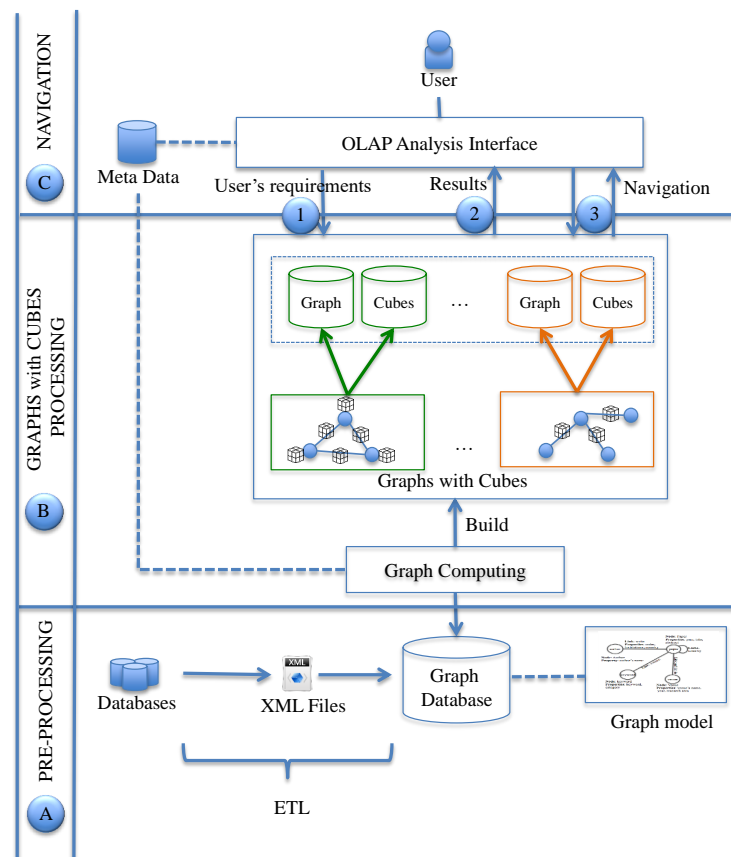 NAVIGATION
C
User
OLAP Analysis Interface
Meta Data
User's requirements
Results
Navigation
1
2
3
GRAPHS with CUBES
PROCESSING
B
Graph
Cubes
...
Graph
Cubes
...
Graphs with Cubes
Build
Graph Computing
PRE-PROCESSING
A
Databases
XML
XML Files
Graph
Database
Graph model
ETL